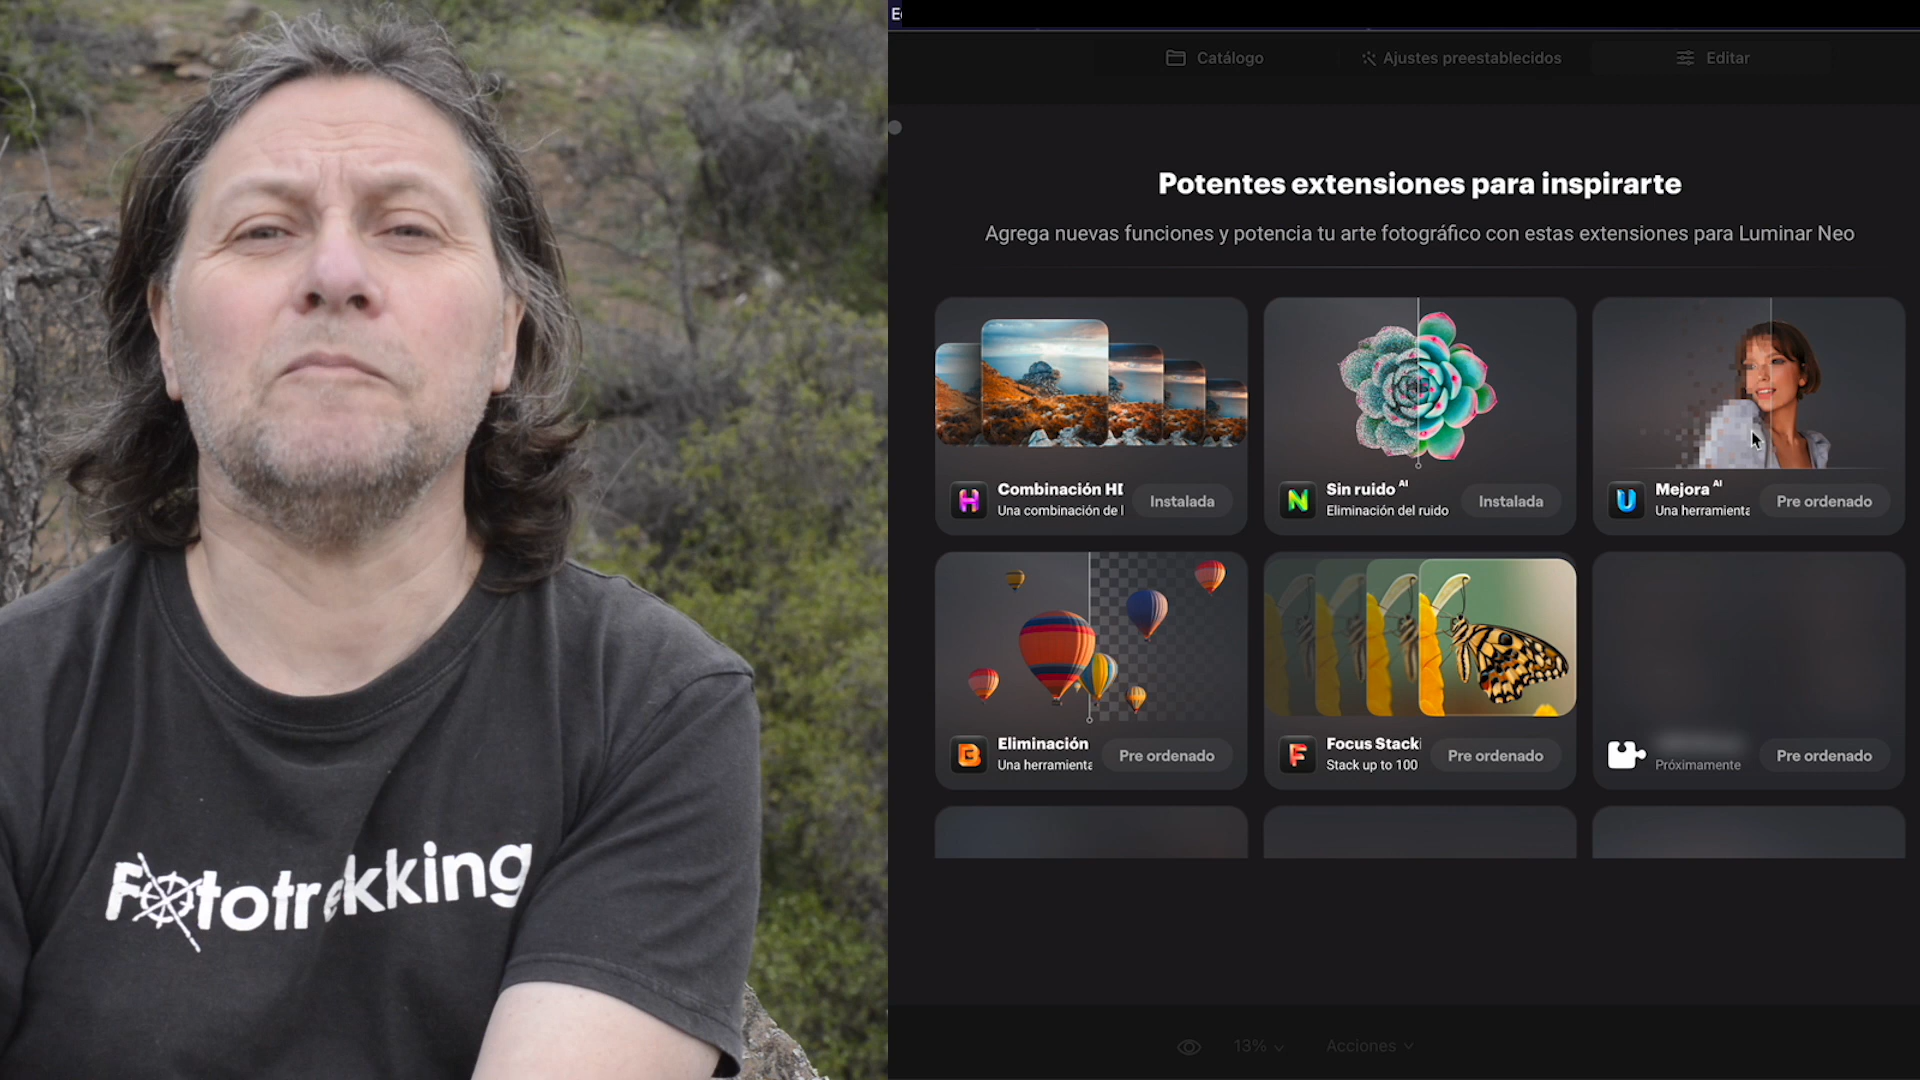 Catálogo
Ajustes preestablecidos
Editar
Potentes extensiones para inspirarte
Agrega nuevas funciones y potencia tu arte fotográfico con estas extensiones para Luminar Neo
Combinación
Una combinación de
Instalada
Sin ruido AI
Eliminación del ruido
Instalada
Mejora AI
Una herramienta
Pre ordenado
Eliminación
Una herramienta
Pre ordenado
Focus
Stack up to 100
Pre ordenado
Próximamente
Pre ordenado
13%
Acciones
Fototrekking